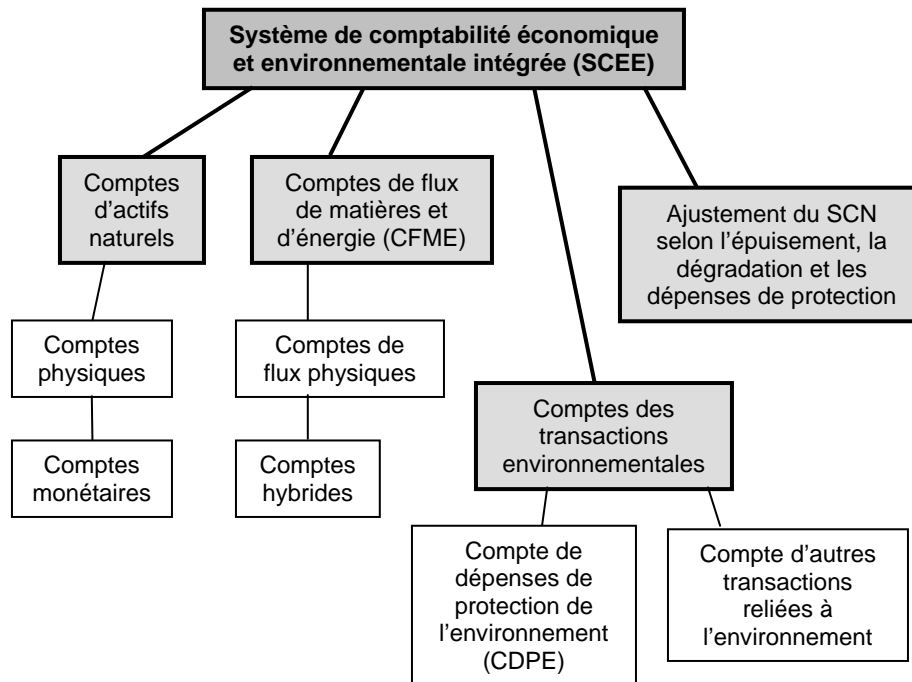 Système de comptabilité économique
et environnementale intégrée (SCEE)
Comptes
d’actifs
naturels
Comptes de flux
de matières et
d’énergie (CFME)
Ajustement du SCN
selon l’épuisement, la
dégradation et les
dépenses de protection
Comptes
physiques
Comptes de
flux physiques
Comptes des
transactions
environnementales
Comptes
monétaires
Comptes
hybrides
Compte de
dépenses de
protection de
l’environnement
(CDPE)
Compte d’autres
transactions
reliées à
l’environnement